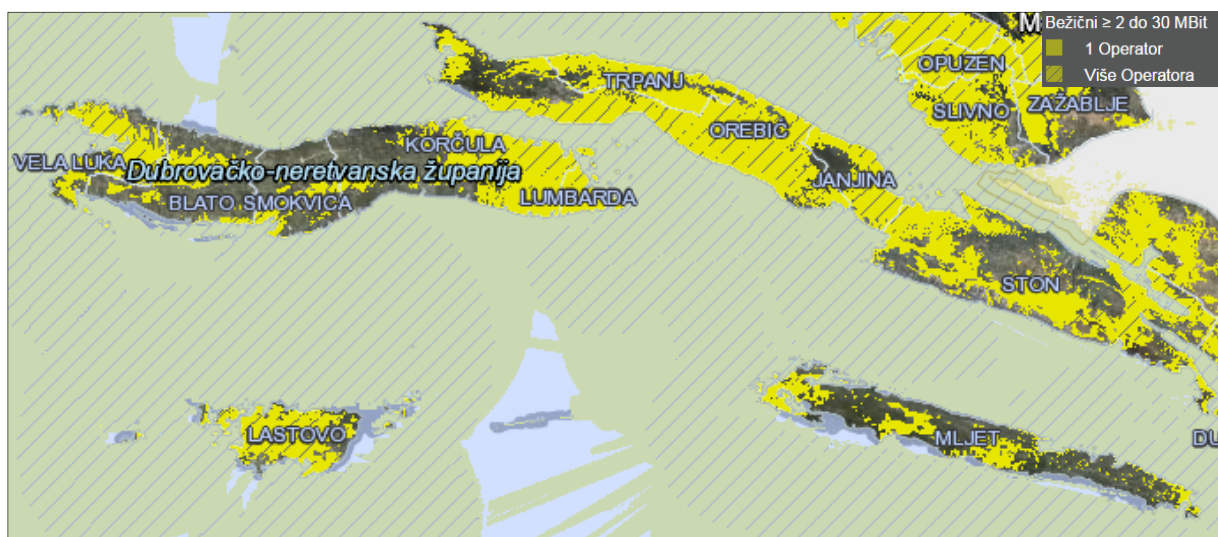 Bežični ≥ 2 do 30 MBit
1 Operator
Više Operatora
M
OPUZEN
TRPANJ
SLIVNO
ZAŽABLJE
OREBIĆ
KORČULA
VELA LUKA
Dubrovačko-neretvanska županija
JANJINA
BLATO
SMOKVICA
LUMBARDA
STON
LASTOVO
MLJET
DU